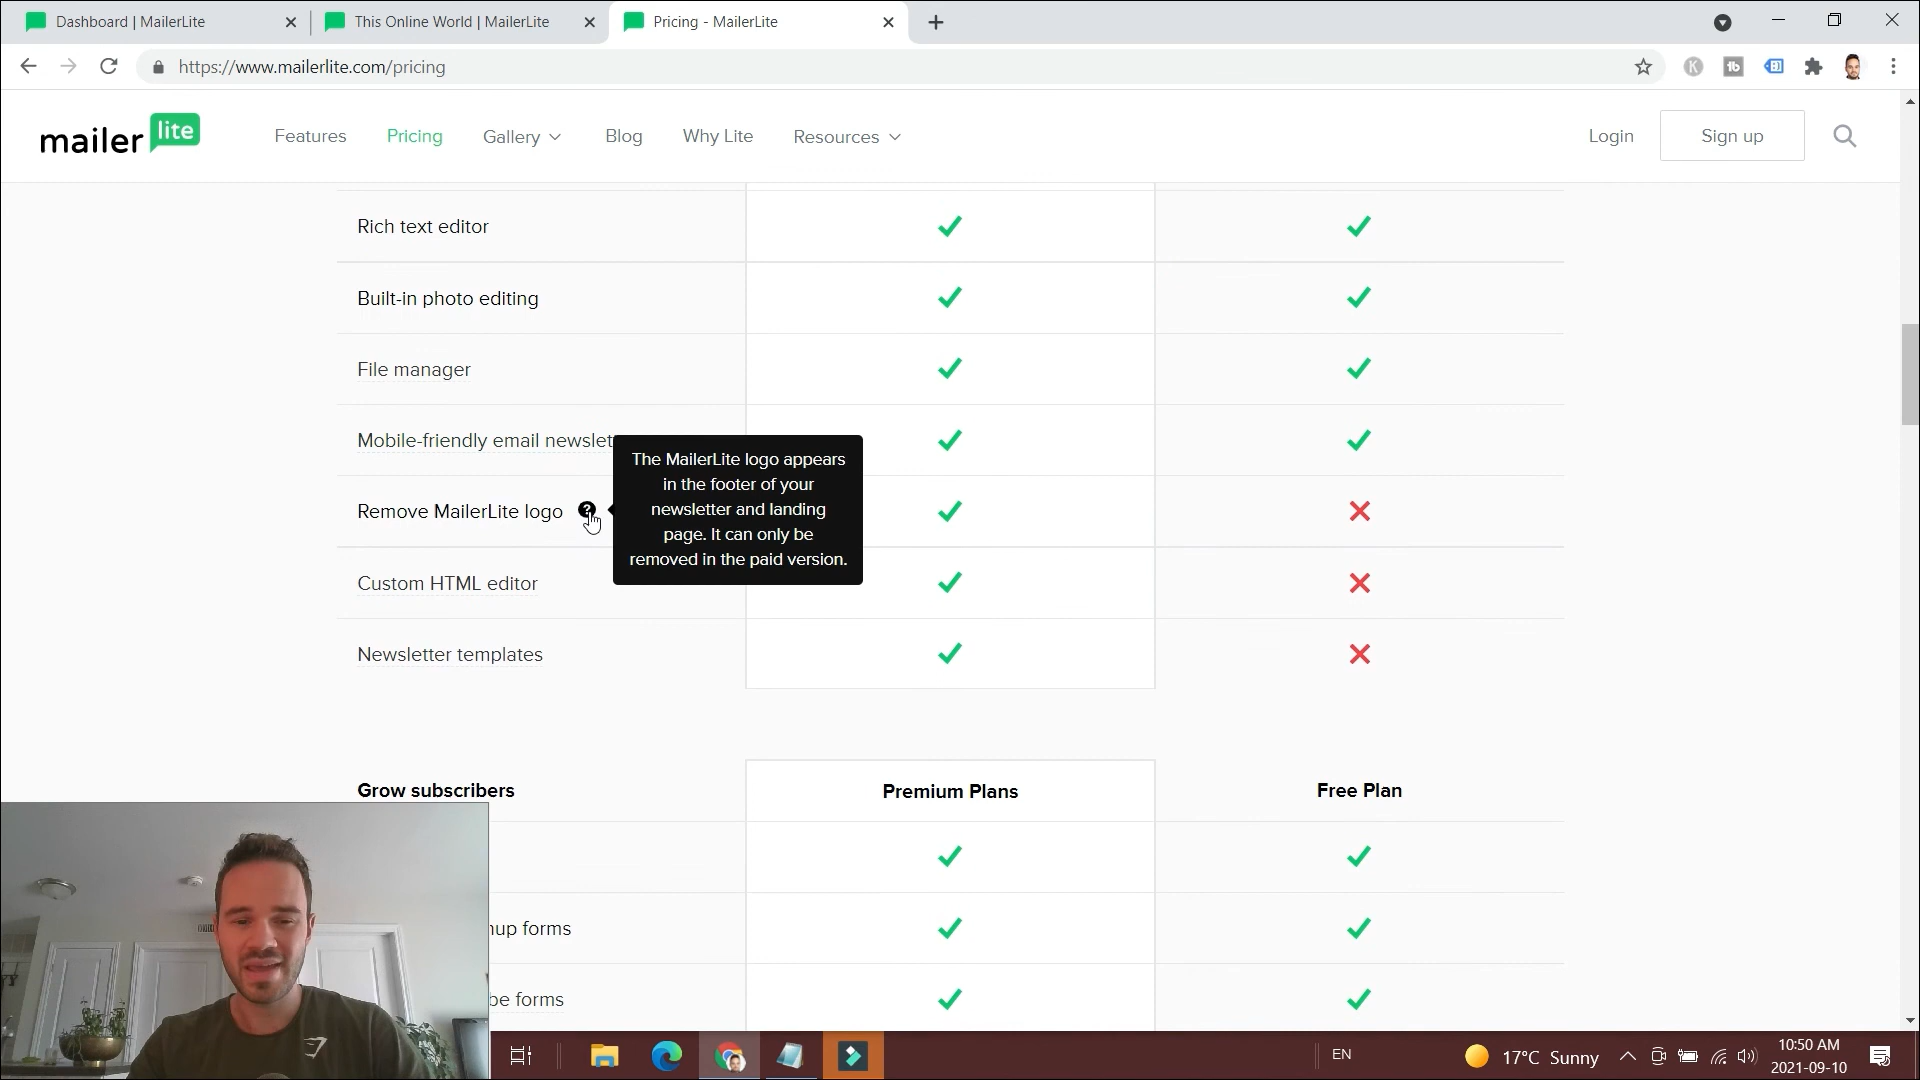 Dashboard | MailerLite
This Online World | MailerLite
Pricing - MailerLite
https://www.mailerlite.com/pricing
mailer lite
Features
Pricing
Gallery
Blog
Why Lite
Resources
Login
Sign up
Rich text editor
Built-in photo editing
File manager
Mobile-friendly email newslet
Remove MailerLite logo
The MailerLite logo appears
in the footer of your
newsletter and landing
page. It can only be
removed in the paid version.
Custom HTML editor
Newsletter templates
Grow subscribers
Premium Plans
Free Plan
nup forms
be forms
EN
17°C Sunny
10:50 AM
2021-09-10